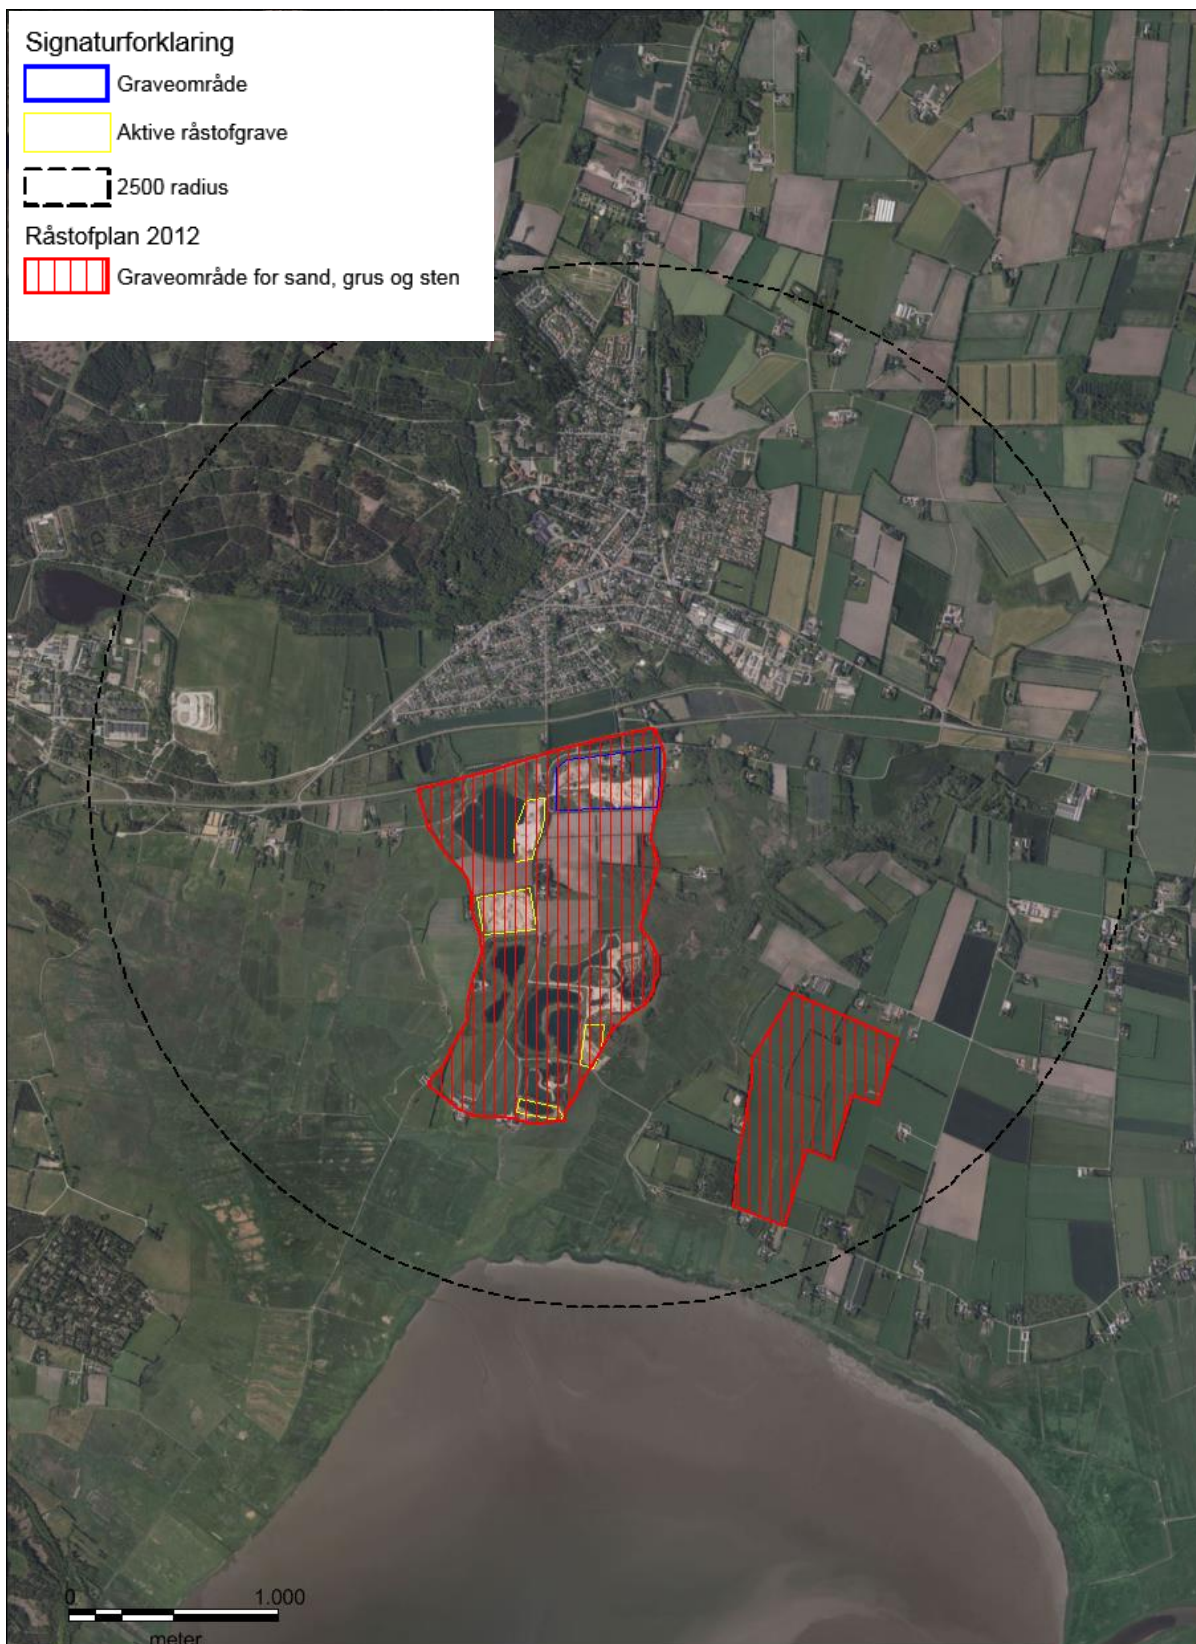 Signaturforklaring
Graveområde
Aktive råstofgrave
2500 radius
Råstofplan 2012
Graveområde for sand, grus og sten
0 1.000
meter